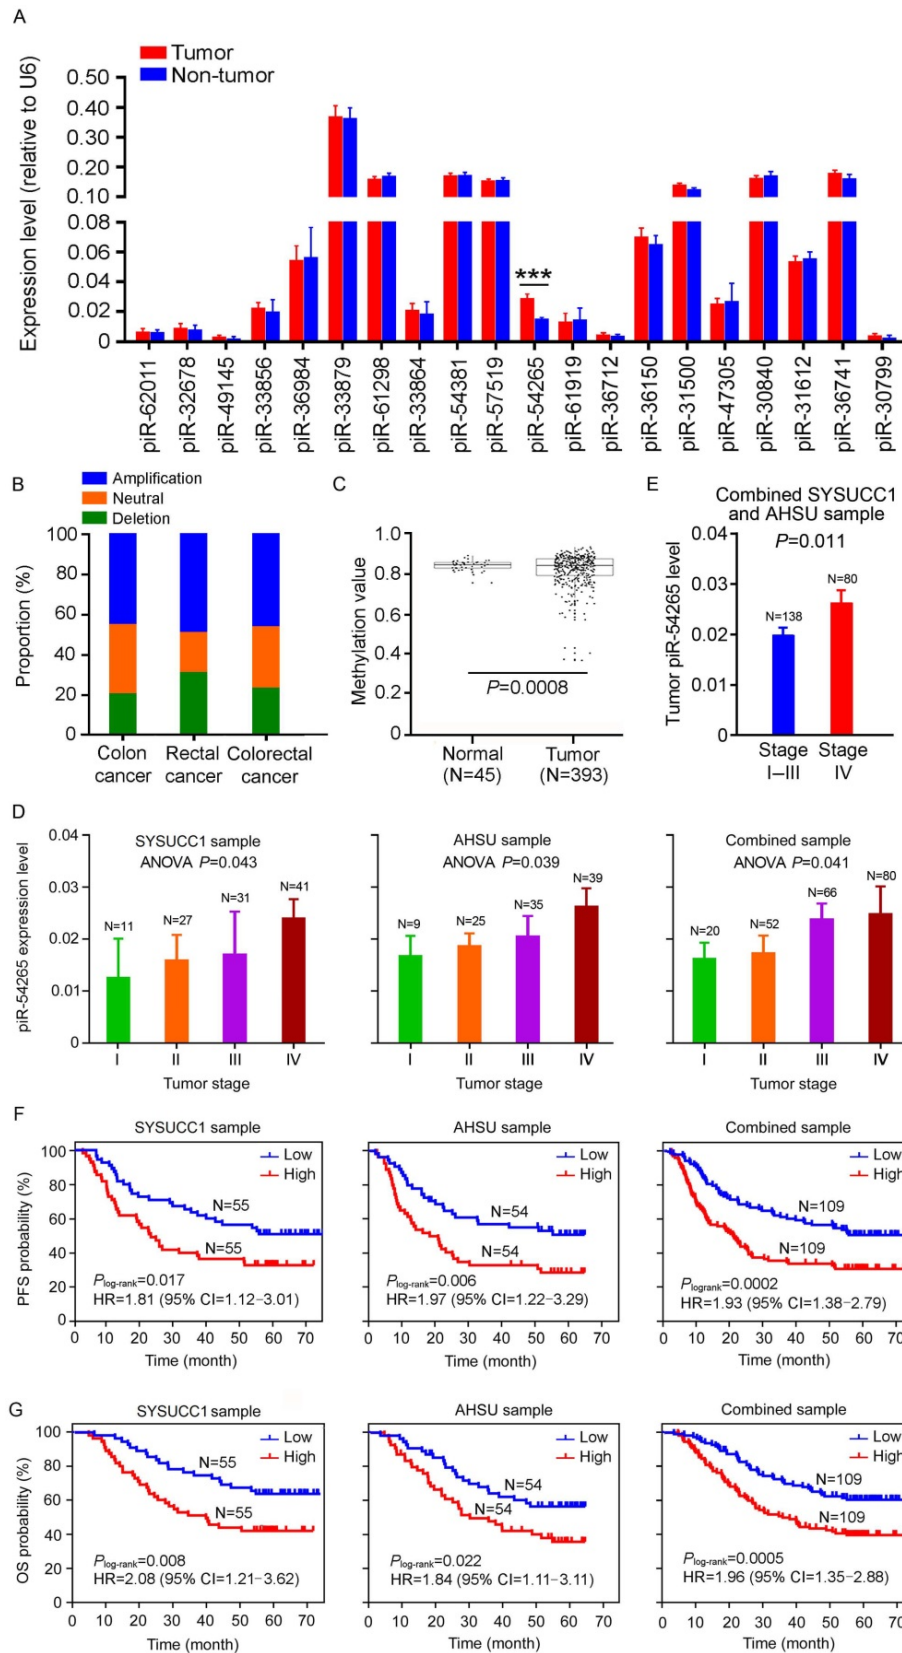 A
Tumor
Non-tumor
Expression level (relative to U6)
0.50
0.40
0.30
0.20
0.10
0.08
0.06
0.04
0.02
0
***
piR-62011
piR-32678
piR-49145
piR-33856
piR-36984
piR-33879
piR-61298
piR-33864
piR-54381
piR-57519
piR-54265
piR-61919
piR-36712
piR-36150
piR-31500
piR-47305
piR-30840
piR-31612
piR-36741
piR-30799
B
Amplification
Neutral
Deletion
Proportion (%)
100
80
60
40
20
0
Colon cancer
Rectal cancer
Colorectal cancer
C
Methylation value
1.0
0.8
0.6
0.4
0.2
0
P=0.0008
Normal (N=45)
Tumor (N=393)
E
Combined SYSUCC1
and AHSU sample
P=0.011
Tumor piR-54265 level
0.04
0.03
0.02
0.01
0
N=138
N=80
Stage I–III
Stage IV
D
piR-54265 expression level
0.04
0.03
0.02
0.01
0
SYSUCC1 sample
ANOVA P=0.043
N=11
N=27
N=31
N=41
I II III IV
Tumor stage
AHSU sample
ANOVA P=0.039
N=9
N=25
N=35
N=39
I II III IV
Tumor stage
Combined sample
ANOVA P=0.041
N=20
N=52
N=66
N=80
I II III IV
Tumor stage
F
PFS probability (%)
100
80
60
40
20
0
SYSUCC1 sample
Low
High
N=55
N=55
Plog-rank=0.017
HR=1.81 (95% CI=1.12–3.01)
0 10 20 30 40 50 60 70
Time (month)
AHSU sample
Low
High
N=54
N=54
Plog-rank=0.006
HR=1.97 (95% CI=1.22–3.29)
0 10 20 30 40 50 60 70
Time (month)
Combined sample
Low
High
N=109
N=109
Plogrank=0.0002
HR=1.93 (95% CI=1.38–2.79)
0 10 20 30 40 50 60 70
Time (month)
G
OS probability (%)
100
80
60
40
20
0
SYSUCC1 sample
Low
High
N=55
N=55
Plog-rank=0.008
HR=2.08 (95% CI=1.21–3.62)
0 10 20 30 40 50 60 70
Time (month)
AHSU sample
Low
High
N=54
N=54
Plog-rank=0.022
HR=1.84 (95% CI=1.11–3.11)
0 10 20 30 40 50 60 70
Time (month)
Combined sample
Low
High
N=109
N=109
Plog-rank=0.0005
HR=1.96 (95% CI=1.35–2.88)
0 10 20 30 40 50 60 70
Time (month)